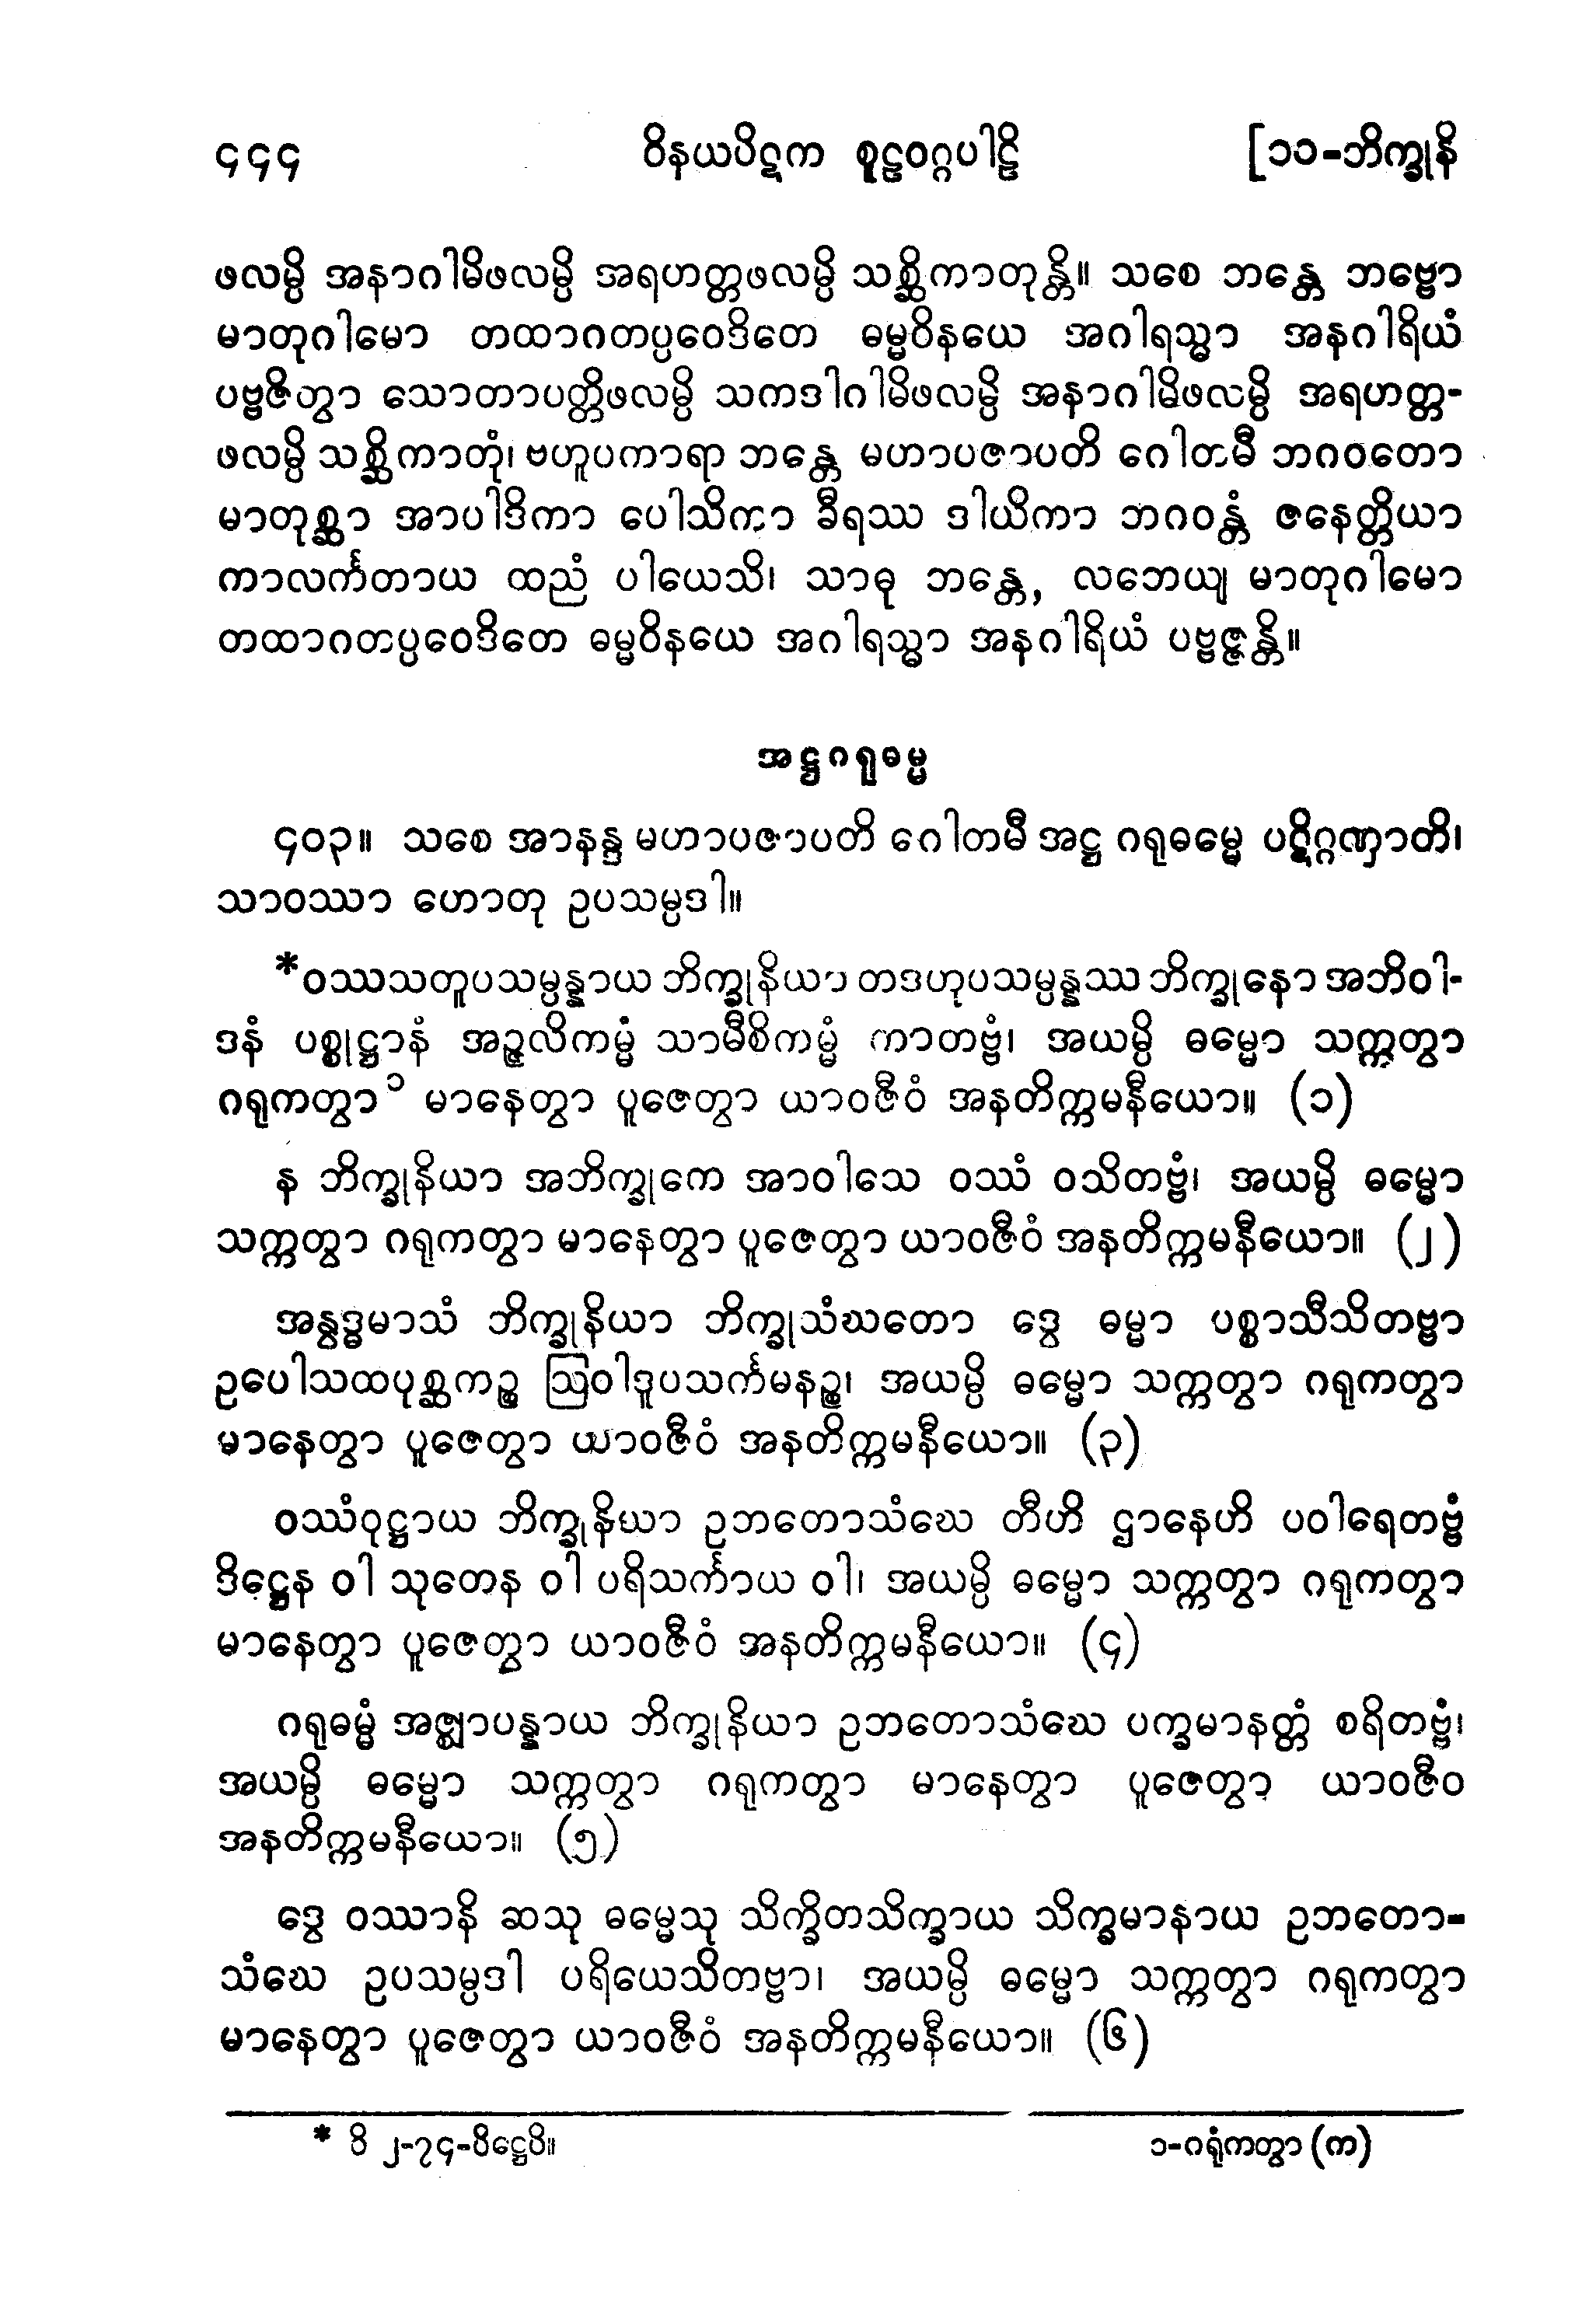 ၄၄၄ ဝိနယပိဋက စူဠဝဂ္ဂပါဠိ [၁၁-ဘိက္ခုနိ
ဖလမ္ပိ အနာဂါမိဖလမ္ပိ အရဟတ္တဖလမ္ပိ သစ္ဆိကာတုန္တိ။ သစေ ဘန္တေ ဘဗ္ဗော
မာတုဂါမော တထာဂတပ္ပဝေဒိတေ ဓမ္မဝိနယေ အဂါရသ္မာ အနဂါရိယံ
ပဗ္ဗဇိတွာ သောတာပတ္တိဖလမ္ပိ သကဒါဂါမိဖလမ္ပိ အနာဂါမိဖလမ္ပိ အရဟတ္တ-
ဖလမ္ပိ သစ္ဆိကာတုံ၊ ဗဟူပကာရာ ဘန္တေ မဟာပဇာပတိ ဂေါတမီ ဘဂဝတော
မာတုစ္ဆာ အာပါဒိကာ ပေါသိကာ ခီရဿ ဒါယိကာ ဘဂဝန္တံ ဇနေတ္တိယာ
ကာလင်္ကတာယ ထညံ ပါယေသိ၊ သာဓု ဘန္တေ, လဘေယျ မာတုဂါမော
တထာဂတပ္ပဝေဒိတေ ဓမ္မဝိနယေ အဂါရသ္မာ အနဂါရိယံ ပဗ္ဗဇ္ဇန္တိ။
အဋ္ဌဂရုဓမ္မ
၄၀၃။ သစေ အာနန္ဒ မဟာပဇာပတိ ဂေါတမီ အဋ္ဌ ဂရုဓမ္မေ ပဋိဂ္ဂဏှာတိ၊
သာဝဿာ ဟောတု ဥပသမ္ပဒါ။
*ဝဿသတူပသမ္ပန္နာယ ဘိက္ခုနိယာ တဒဟုပသမ္ပန္နဿ ဘိက္ခုနော အဘိဝါ-
ဒနံ ပစ္စုဋ္ဌာနံ အဉ္ဇလိကမ္မံ သာမီစိကမ္မံ ကာတဗ္ဗံ၊ အယမ္ပိ ဓမ္မော သက္ကတွာ
ဂရုကတွာ၁ မာနေတွာ ပူဇေတွာ ယာဝဇီဝံ အနတိက္ကမနီယော။ (၁)
န ဘိက္ခုနိယာ အဘိက္ခုကေ အာဝါသေ ဝဿံ ဝသိတဗ္ဗံ၊ အယမ္ပိ ဓမ္မော
သက္ကတွာ ဂရုကတွာ မာနေတွာ ပူဇေတွာ ယာဝဇီဝံ အနတိက္ကမနီယော။ (၂)
အနွဒ္ဓမာသံ ဘိက္ခုနိယာ ဘိက္ခုသံဃတော ဒွေ ဓမ္မာ ပစ္စာသီသိတဗ္ဗာ
ဥပေါသထပုစ္ဆကဉ္စ ဩဝါဒူပသင်္ကမနဉ္စ၊ အယမ္ပိ ဓမ္မော သက္ကတွာ ဂရုကတွာ
မာနေတွာ ပူဇေတွာ ယာဝဇီဝံ အနတိက္ကမနီယော။ (၃)
ဝဿံဝုဋ္ဌာယ ဘိက္ခုနိယာ ဥဘတောသံဃေ တီဟိ ဌာနေဟိ ပဝါရေတဗ္ဗံ
ဒိဋ္ဌေန ဝါ သုတေန ဝါ ပရိသင်္ကာယ ဝါ၊ အယမ္ပိ ဓမ္မော သက္ကတွာ ဂရုကတွာ
မာနေတွာ ပူဇေတွာ ယာဝဇီဝံ အနတိက္ကမနီယော။ (၄)
ဂရုဓမ္မံ အဇ္ဈာပန္နာယ ဘိက္ခုနိယာ ဥဘတောသံဃေ ပက္ခမာနတ္တံ စရိတဗ္ဗံ၊
အယမ္ပိ ဓမ္မော သက္ကတွာ ဂရုကတွာ မာနေတွာ ပူဇေတွာ ယာဝဇီဝ
အနတိက္ကမနီယော။ (၅)
ဒွေ ဝဿာနိ ဆသု ဓမ္မေသု သိက္ခိတသိက္ခာယ သိက္ခမာနာယ ဥဘတော-
သံဃေ ဥပသမ္ပဒါ ပရိယေသိတဗ္ဗာ၊ အယမ္ပိ ဓမ္မော သက္ကတွာ ဂရုကတွာ
မာနေတွာ ပူဇေတွာ ယာဝဇီဝံ အနတိက္ကမနီယော။ (၆)
* ဝိ ၂-၇၄-ပိဋ္ဌေပိ။ ၁-ဂရုံကတွာ (က)